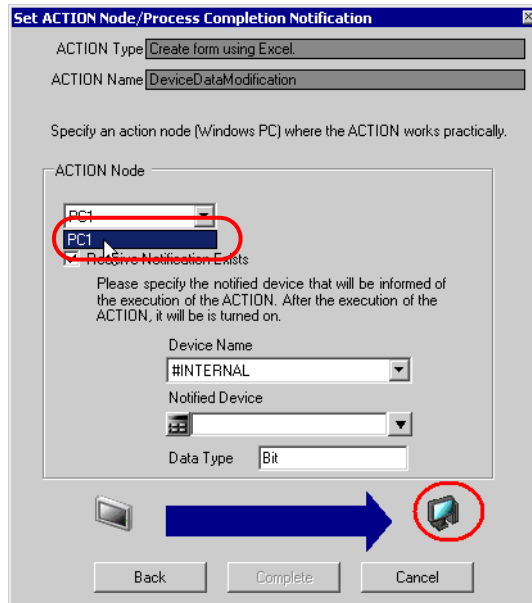 Set ACTION Node/Process Completion Notification
ACTION Type Create form using Excel.
ACTION Name DeviceDataModification
Specify an action node (Windows PC) where the ACTION works practically.
ACTION Node
PC1
PC1
Receive Notification Exists
Please specify the notified device that will be informed of
the execution of the ACTION. After the execution of the
ACTION, it will be is turned on.
Device Name
#INTERNAL
Notified Device
Data Type Bit
Back Complete Cancel